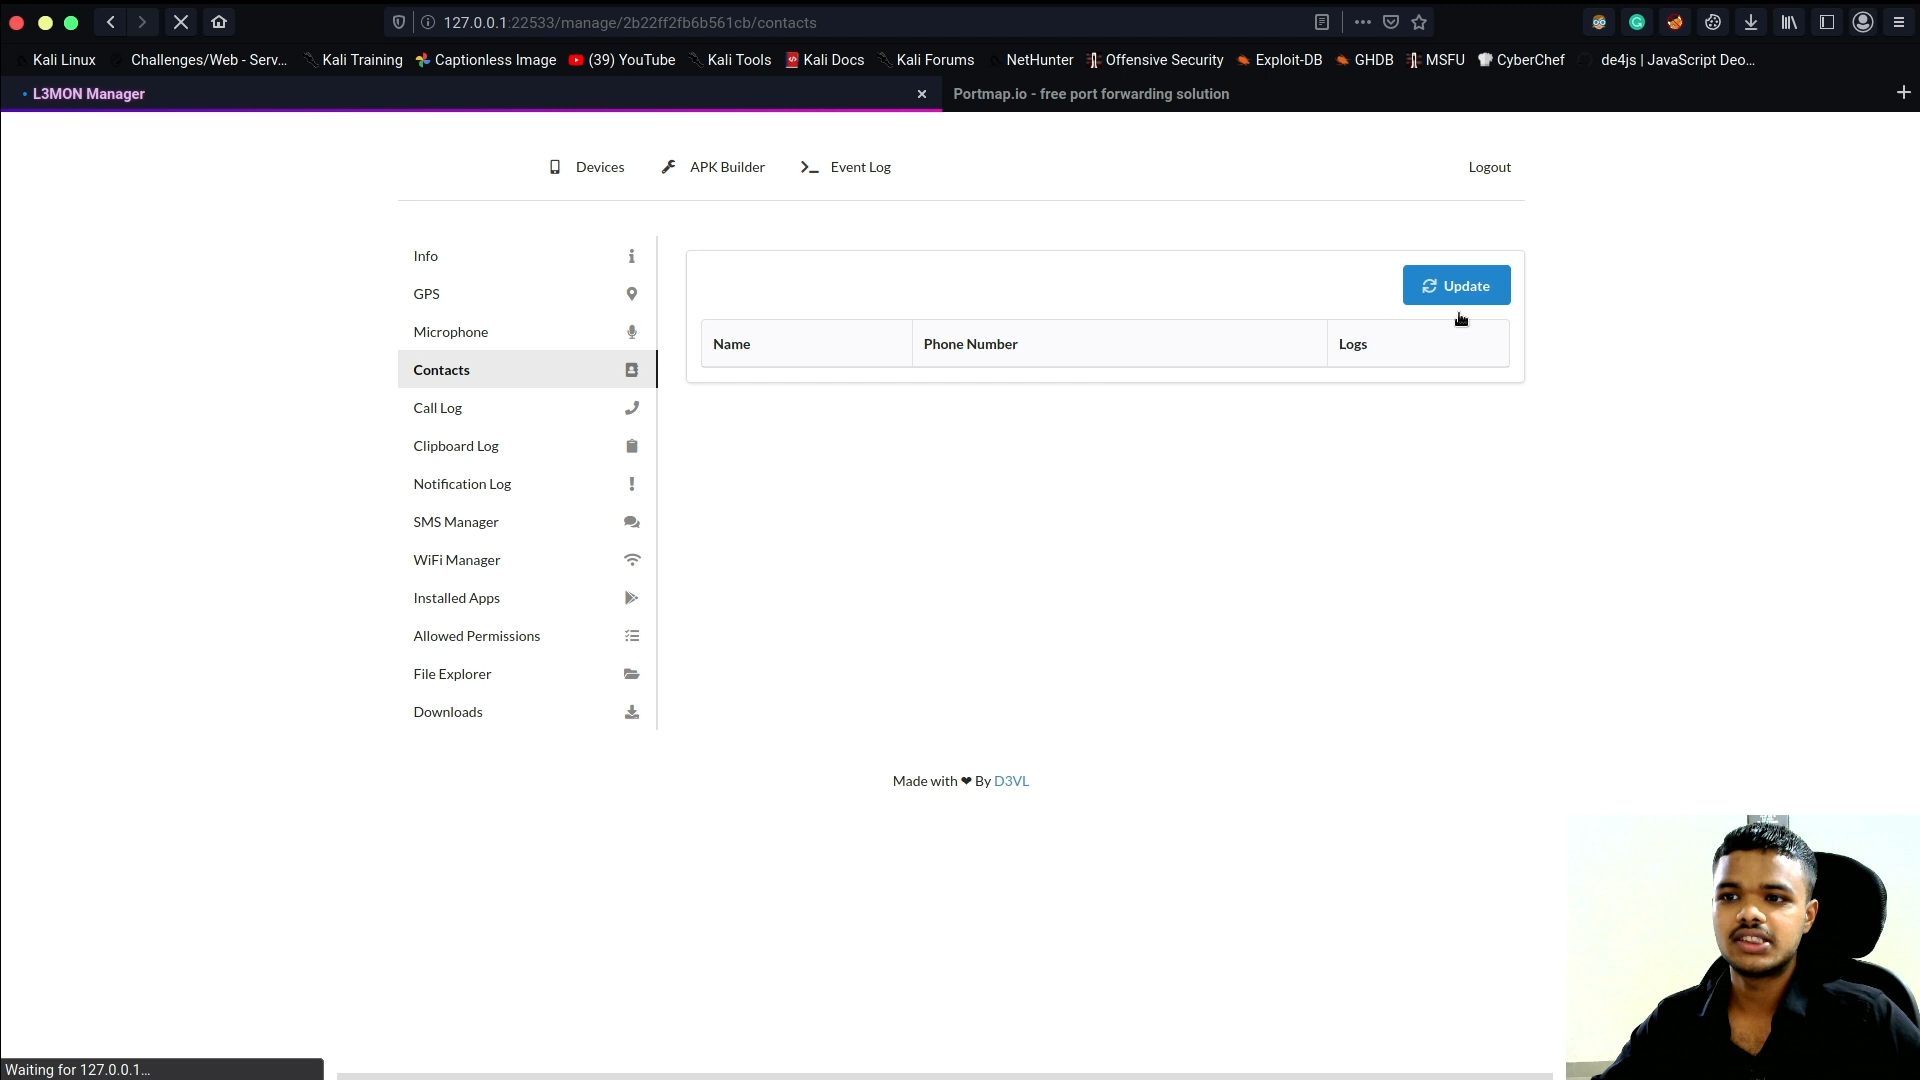 127.0.0.1:22533/manage/2b22ff2fb6b561cb/contacts
Kali Linux Challenges/Web - Serv... Kali Training Captionless Image (39) YouTube Kali Tools Kali Docs Kali Forums NetHunter Offensive Security Exploit-DB GHDB MSFU CyberChef de4js | JavaScript Deo...
L3MON Manager Portmap.io - free port forwarding solution
Devices APK Builder Event Log Logout
Info
GPS
Microphone
Contacts
Call Log
Clipboard Log
Notification Log
SMS Manager
WiFi Manager
Installed Apps
Allowed Permissions
File Explorer
Downloads
Update
Name Phone Number Logs
Made with ❤ By D3VL
Waiting for 127.0.0.1...